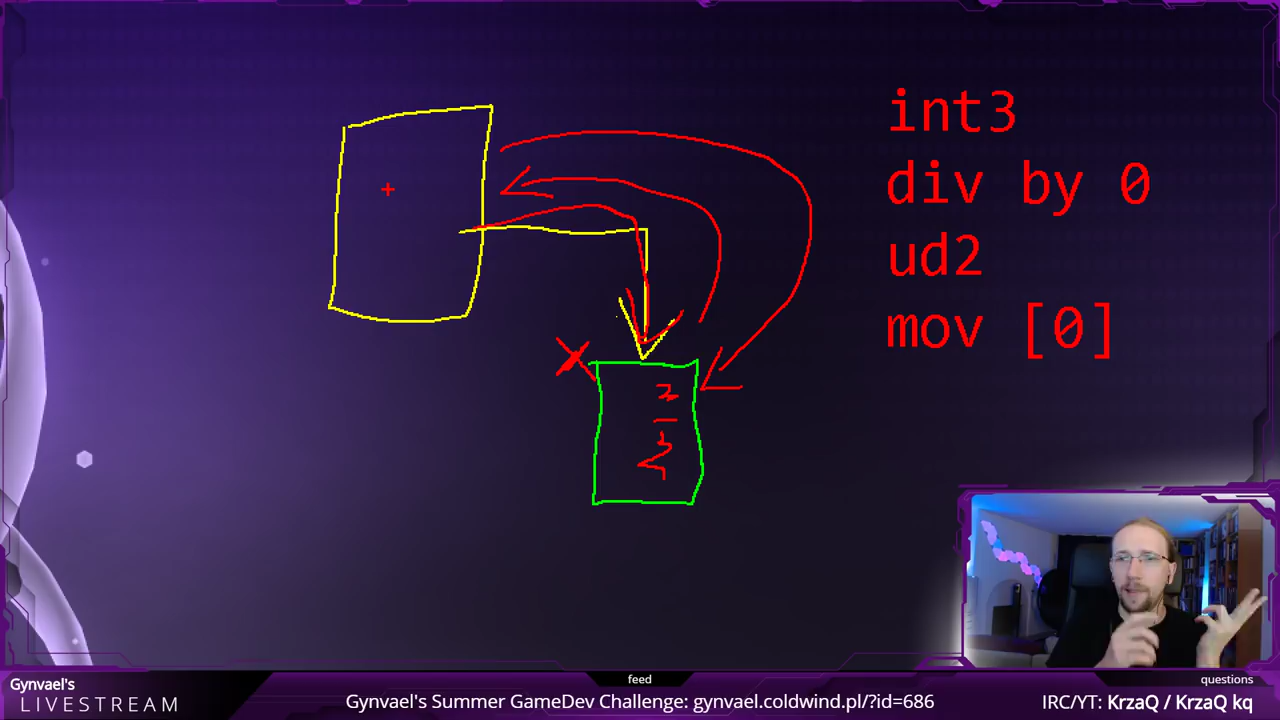 int3
div by 0
ud2
mov [0]
Gynvael's
LIVESTREAM
feed
Gynvael's Summer GameDev Challenge: gynvael.coldwind.pl/?id=686
questions
IRC/YT: KrzaQ / KrzaQ kq